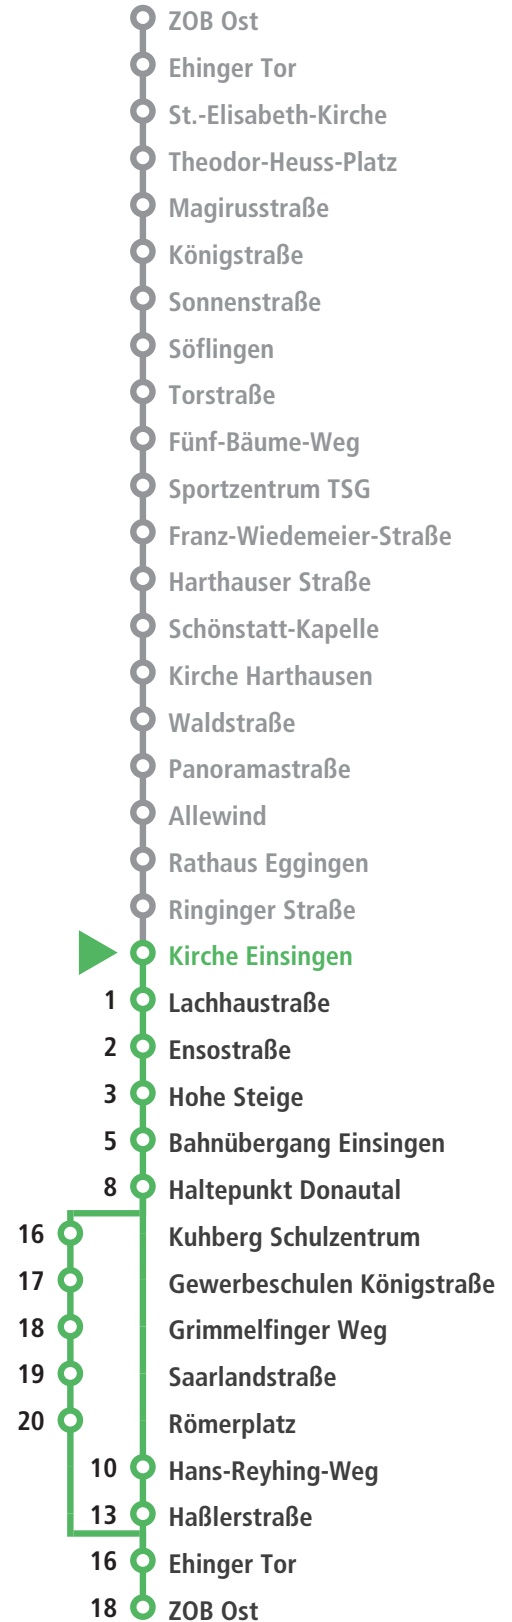 ZOB Ost
Ehinger Tor
St.-Elisabeth-Kirche
Theodor-Heuss-Platz
Magirusstraße
Königstraße
Sonnenstraße
Söflingen
Torstraße
Fünf-Bäume-Weg
Sportzentrum TSG
Franz-Wiedemeier-Straße
Harthauser Straße
Schönstatt-Kapelle
Kirche Harthausen
Waldstraße
Panoramastraße
Allewind
Rathaus Eggingen
Ringinger Straße
Kirche Einsingen
1 Lachhaustraße
2 Ensostraße
3 Hohe Steige
5 Bahnübergang Einsingen
8 Haltepunkt Donautal
16 Kuhberg Schulzentrum
17 Gewerbeschulen Königstraße
18 Grimmelfinger Weg
19 Saarlandstraße
20 Römerplatz
10 Hans-Reyhing-Weg
13 Haßlerstraße
16 Ehinger Tor
18 ZOB Ost